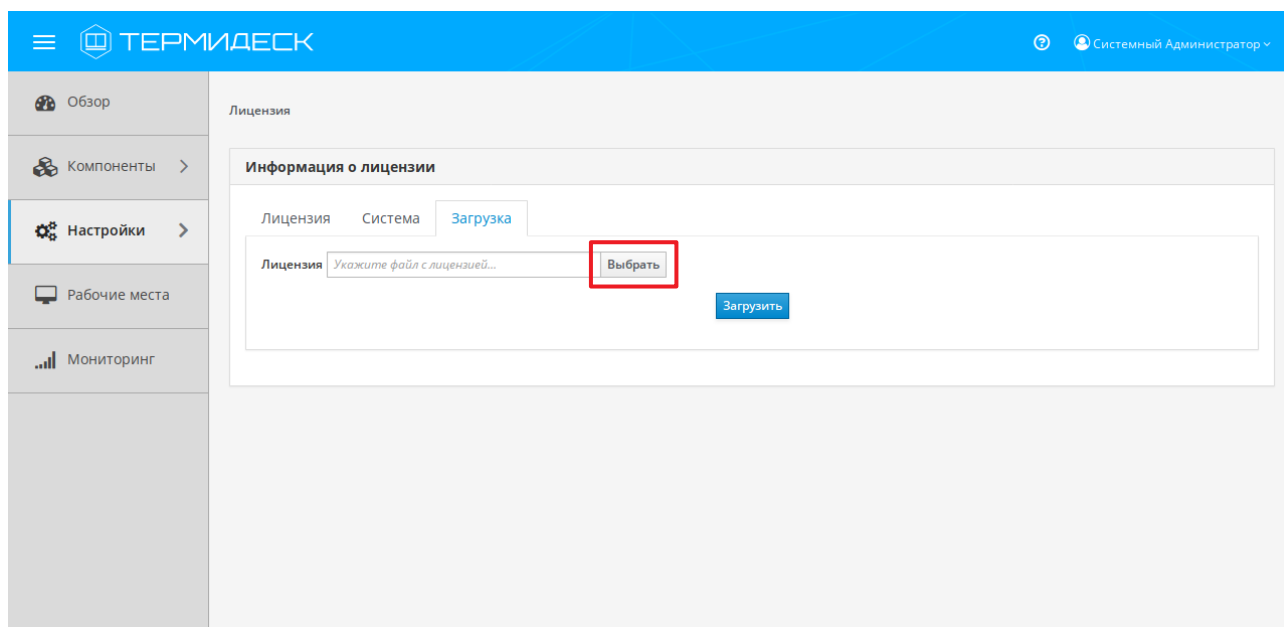 ТЕРМИДЕСК
Системный Администратор
Обзор
Компоненты
Настройки
Рабочие места
Мониторинг
Лицензия
Информация о лицензии
Лицензия Система Загрузка
Лицензия Укажите файл с лицензией... Выбрать
Загрузить